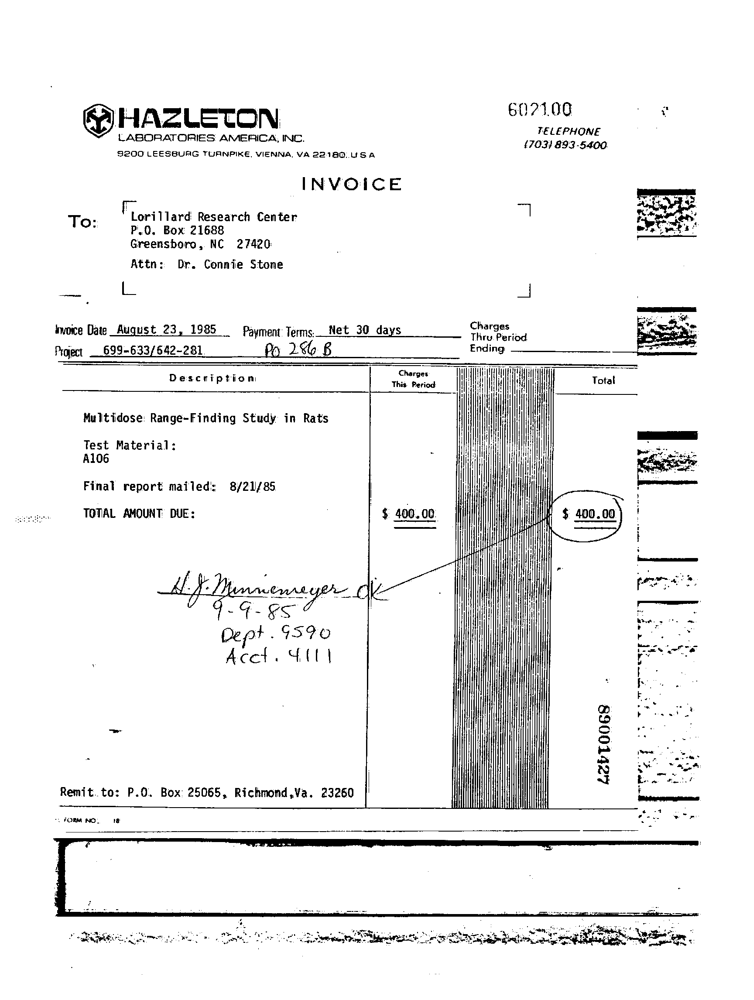 HAZLETON
LABORATORIES AMERICA, INC.
9200 LEESBURG TURNPIKE, VIENNA, VA 22180, U S A
6021.00
TELEPHONE
(703) 893-5400
INVOICE
To:
Lorillard Research Center
P.O. Box 21688
Greensboro, NC 27420
Attn: Dr. Connie Stone
Invoice Date August 23, 1985 Payment Terms: Net 30 days
Charges
Thru Period
Ending
Project 699-633/642-281 PO 286 B
Description
Charges
This Period
Total
Multidose Range-Finding Study in Rats
Test Material:
A106
Final report mailed: 8/21/85
TOTAL AMOUNT DUE: $ 400.00 $ 400.00
H.J. Minnemeyer OK
9-9-85
Dept. 9590
Acct. 4111
89001427
Remit to: P.O. Box 25065, Richmond,Va. 23260
FORM NO. 18